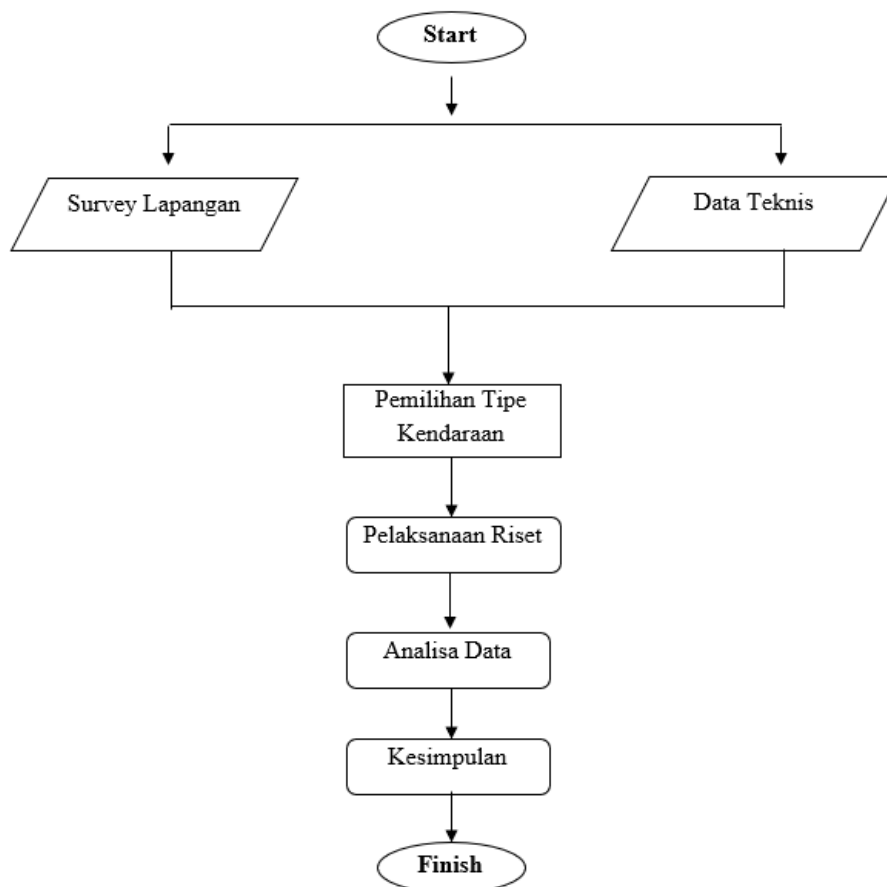 Start
Survey Lapangan
Data Teknis
Pemilihan Tipe
Kendaraan
Pelaksanaan Riset
Analisa Data
Kesimpulan
Finish